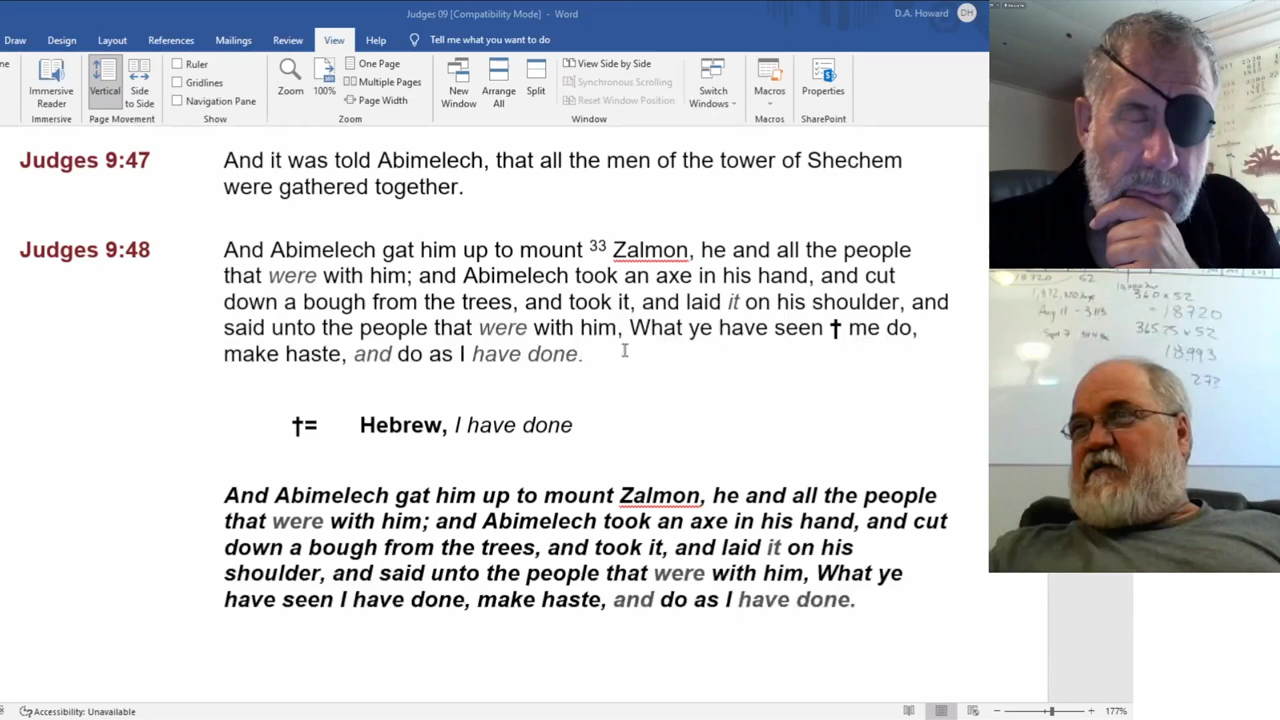 Judges 09 [Compatibility Mode] - Word
D.A. Howard
DH
Draw Design Layout References Mailings Review View Help Tell me what you want to do
Immersive Reader
Immersive
Vertical
Side to Side
Page Movement
Ruler
Gridlines
Navigation Pane
Show
Zoom
100%
One Page
Multiple Pages
Page Width
Zoom
New Window
Arrange All
Split
View Side by Side
Synchronous Scrolling
Reset Window Position
Switch Windows
Window
Macros
Macros
Properties
SharePoint
Judges 9:47 And it was told Abimelech, that all the men of the tower of Shechem
were gathered together.
Judges 9:48 And Abimelech gat him up to mount ³³ Zalmon, he and all the people
that were with him; and Abimelech took an axe in his hand, and cut
down a bough from the trees, and took it, and laid it on his shoulder, and
said unto the people that were with him, What ye have seen † me do,
make haste, and do as I have done.
†= Hebrew, I have done
And Abimelech gat him up to mount Zalmon, he and all the people
that were with him; and Abimelech took an axe in his hand, and cut
down a bough from the trees, and took it, and laid it on his
shoulder, and said unto the people that were with him, What ye
have seen I have done, make haste, and do as I have done.
Accessibility: Unavailable
177%
360 x 52
= 18720
x 52
18993